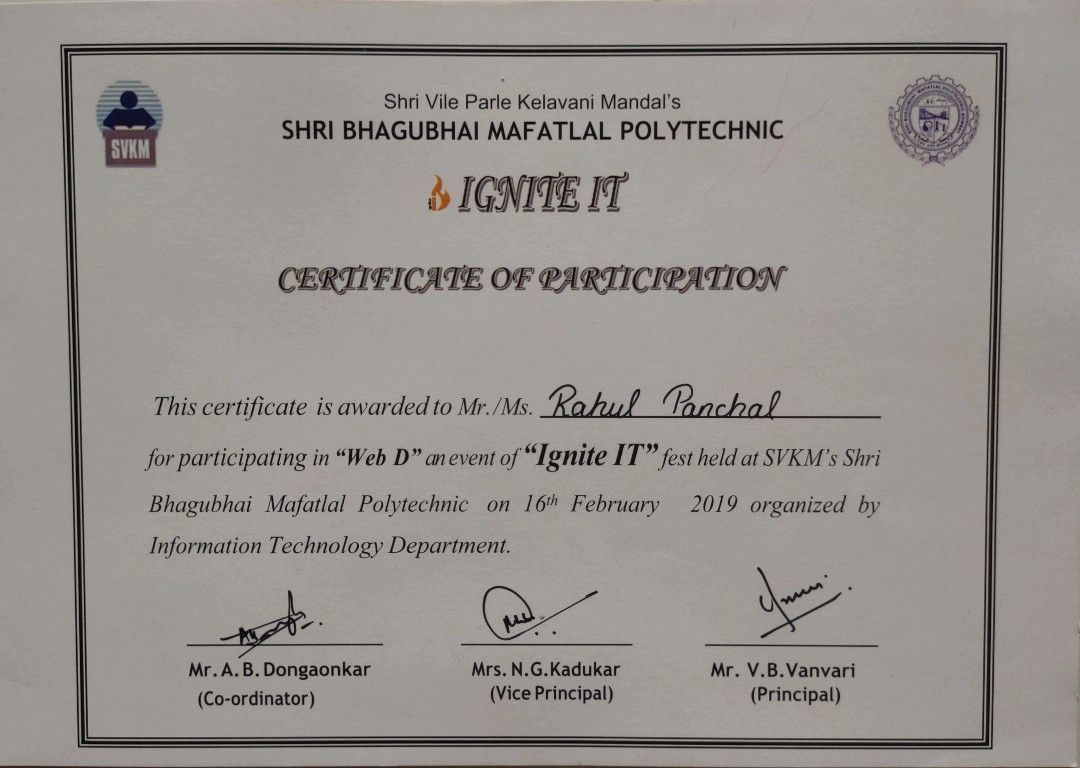 Shri Vile Parle Kelavani Mandal's
SHRI BHAGUBHAI MAFATLAL POLYTECHNIC
SVKM
IGNITE IT
CERTIFICATE OF PARTICIPATION
This certificate is awarded to Mr./Ms. Rahul Panchal
for participating in “Web D” an event of “Ignite IT” fest held at SVKM's Shri
Bhagubhai Mafatlal Polytechnic on 16th February 2019 organized by
Information Technology Department.
Mr. A. B. Dongaonkar
(Co-ordinator)
Mrs. N.G.Kadukar
(Vice Principal)
Mr. V.B.Vanvari
(Principal)